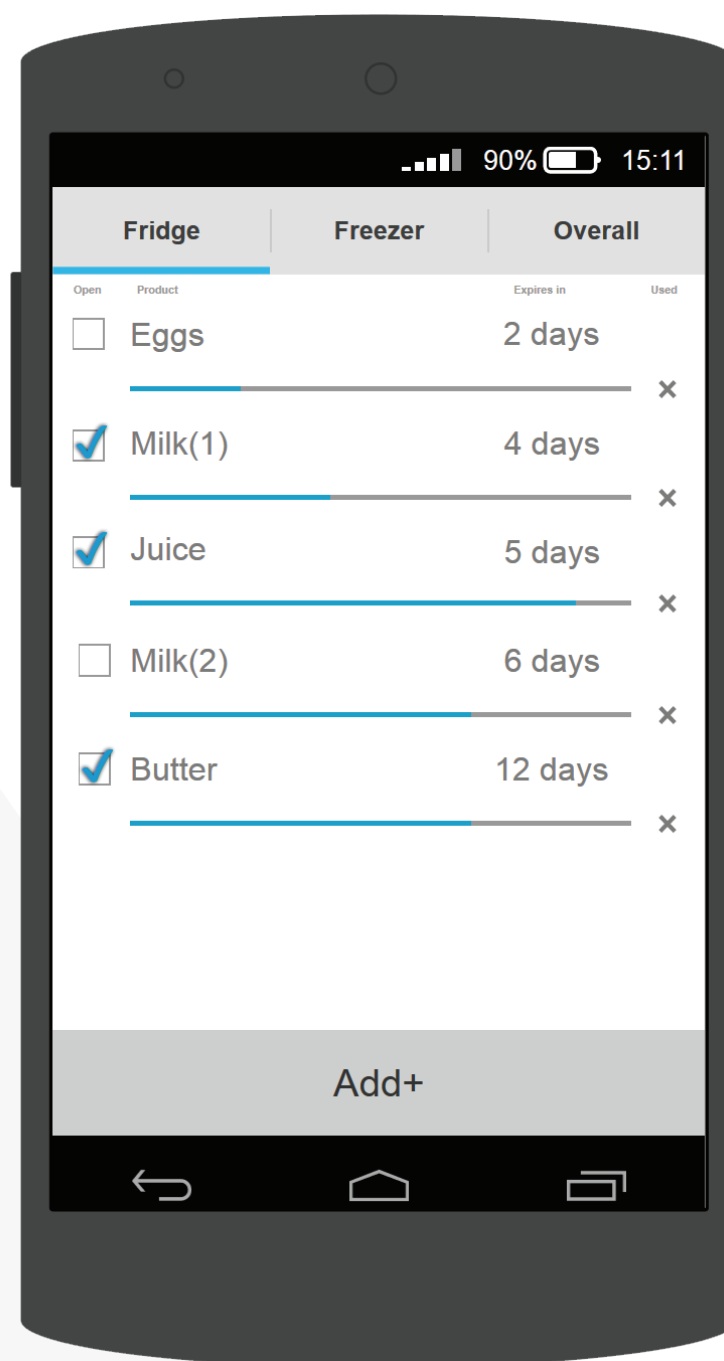 90% 15:11
Fridge Freezer Overall
Open Product Expires in Used
Eggs 2 days
Milk(1) 4 days
Juice 5 days
Milk(2) 6 days
Butter 12 days
Add+